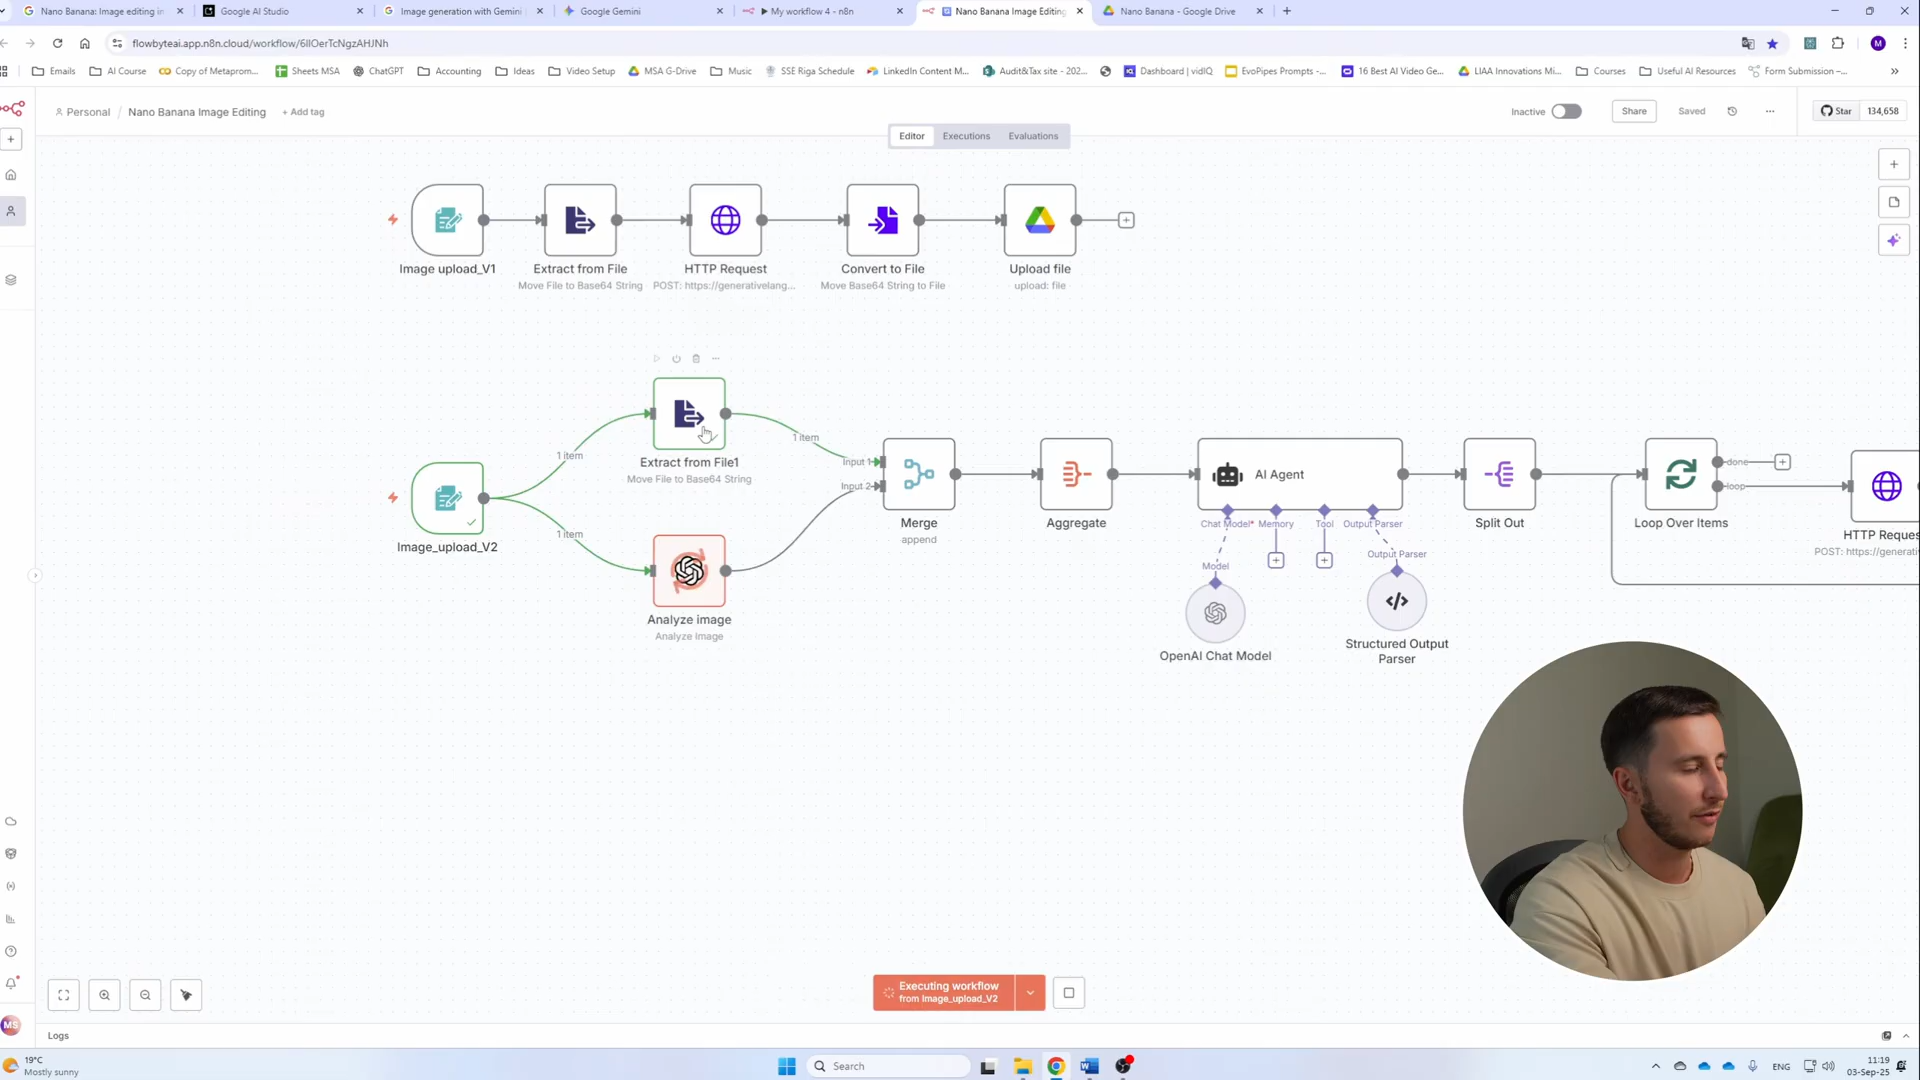 Nano Banana: Image editing in
Google AI Studio
Image generation with Gemini
Google Gemini
My workflow 4 - n8n
Nano Banana Image Editing
Nano Banana - Google Drive
flowbyteai.app.n8n.cloud/workflow/6IlOerTcNgzAHJNh
M
Emails
AI Course
Copy of Metaprom...
Sheets MSA
ChatGPT
Accounting
Ideas
Video Setup
MSA G-Drive
Music
SSE Riga Schedule
LinkedIn Content M...
Audit&Tax site - 202...
Dashboard | vidIQ
EvoPipes Prompts -...
16 Best AI Video Ge...
LIAA Innovations Mi...
Courses
Useful AI Resources
Form Submission –...
Personal / Nano Banana Image Editing + Add tag
Inactive
Share
Saved
Star 134,658
Editor
Executions
Evaluations
Image upload_V1
Extract from File
Move File to Base64 String
HTTP Request
POST: https://generativelang...
Convert to File
Move Base64 String to File
Upload file
upload: file
1 item
Extract from File1
Move File to Base64 String
1 item
Image_upload_V2
1 item
Analyze image
Analyze Image
Input 1
Input 2
Merge
append
Aggregate
AI Agent
Chat Model*
Memory
Tool
Output Parser
Model
OpenAI Chat Model
Output Parser
Structured Output
Parser
Split Out
Loop Over Items
done
loop
HTTP Reques
POST: https://generati
Executing workflow
from Image_upload_V2
MS
Logs
19°C
Mostly sunny
Search
ENG
11:19
03-Sep-25